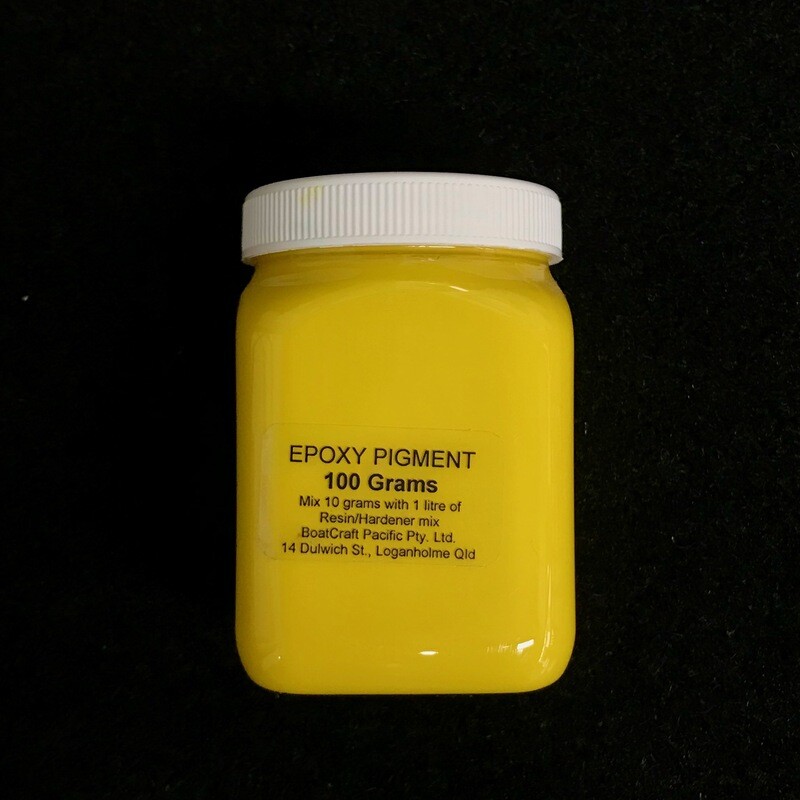 EPOXY PIGMENT
100 Grams
Mix 10 grams with 1 litre of
Resin/Hardener mix
BoatCraft Pacific Pty. Ltd.
14 Dulwich St., Loganholme Qld